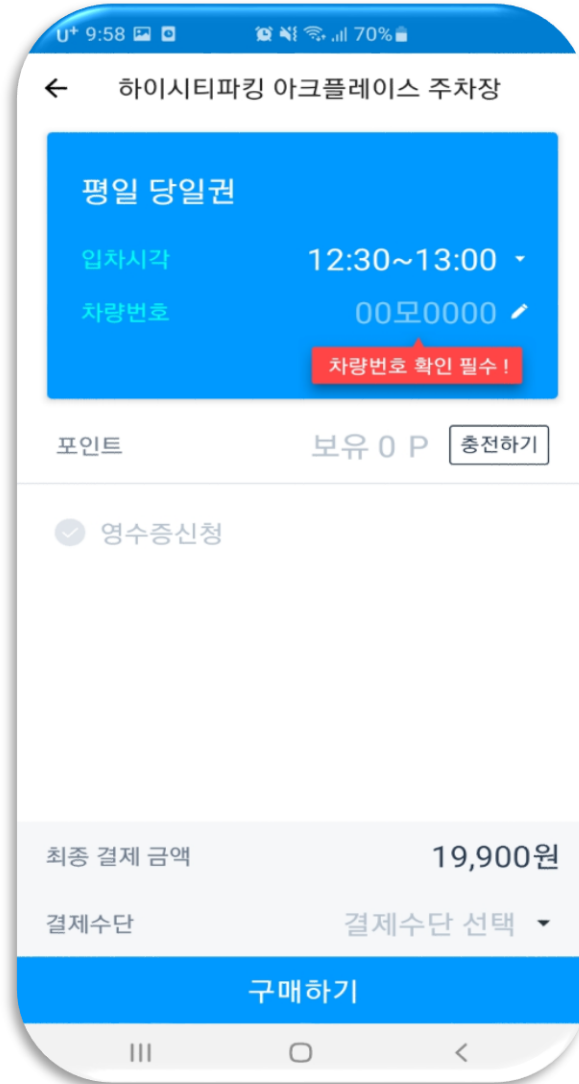 U+ 9:58 70%
하이시티파킹 아크플레이스 주차장
평일 당일권
입차시각 12:30~13:00
차량번호 00모0000
차량번호 확인 필수 !
포인트 보유 0 P 충전하기
영수증신청
최종 결제 금액 19,900원
결제수단 결제수단 선택
구매하기